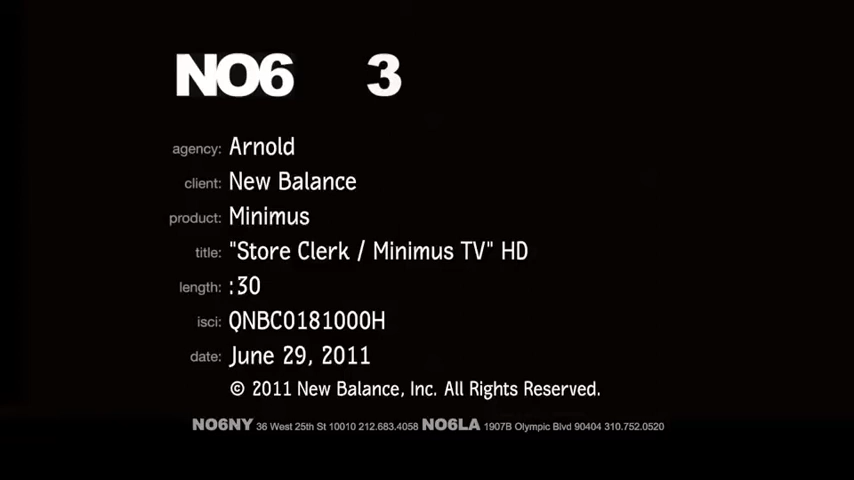 NO6 3
agency: Arnold
client: New Balance
product: Minimus
title: "Store Clerk / Minimus TV" HD
length: :30
isci: QNBC0181000H
date: June 29, 2011
© 2011 New Balance, Inc. All Rights Reserved.
NO6NY 36 West 25th St 10010 212.683.4058 NO6LA 1907B Olympic Blvd 90404 310.752.0520